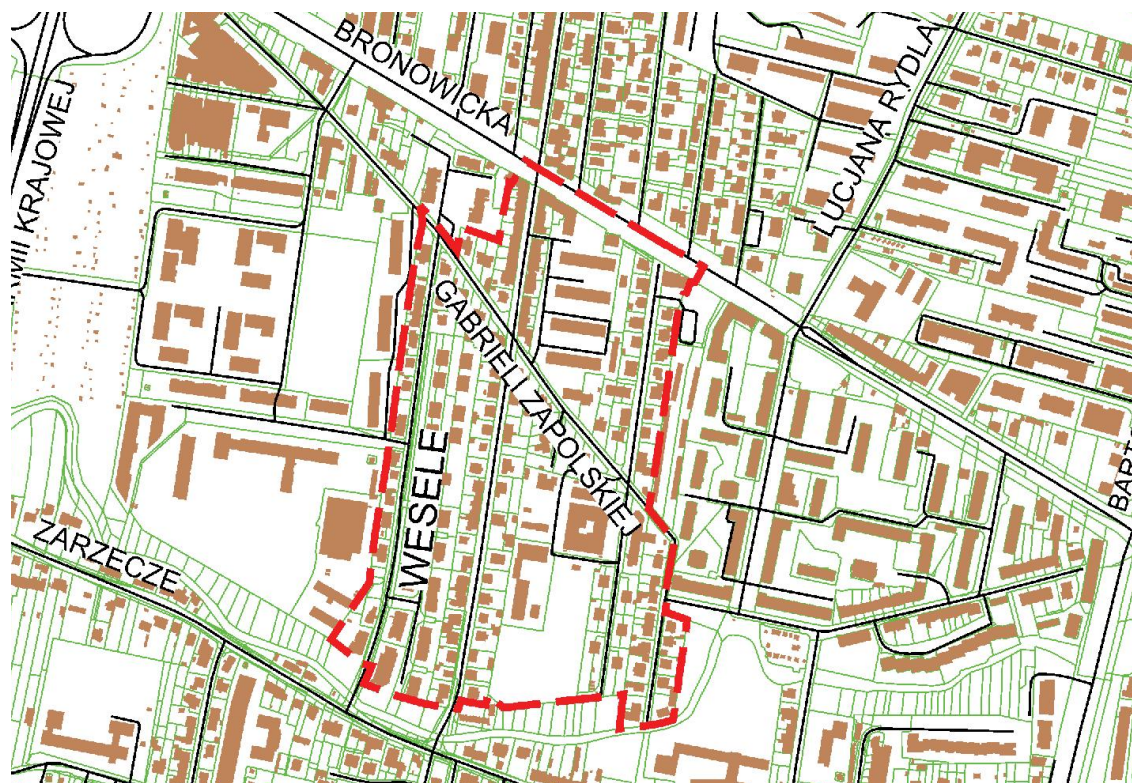 BRONOWICKA
LUCJANA RYDLA
KRAJOWEJ
GABRIELI ZAPOLSKIEJ
WESELE
ZARZECZE